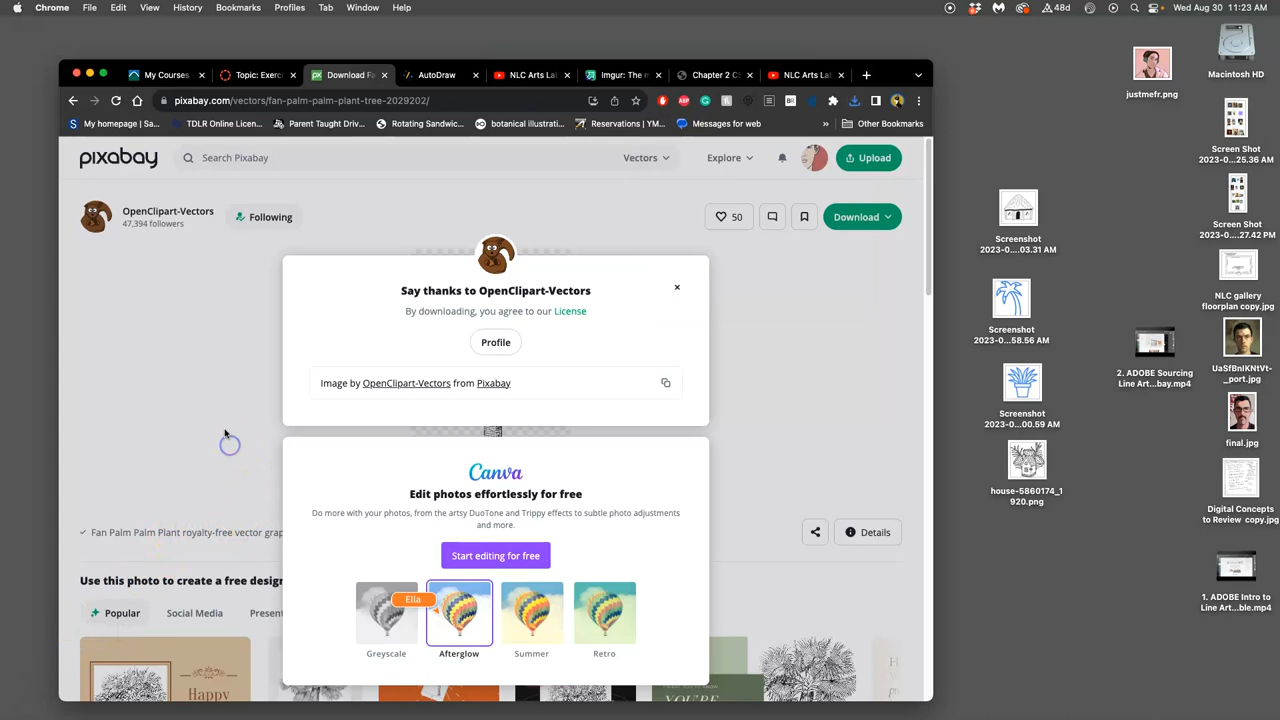 Chrome File Edit View History Bookmarks Profiles Tab Window Help
48d
Wed Aug 30 11:23 AM
My Courses
Topic: Exerci
Download Fa
AutoDraw
NLC Arts Lab
Imgur: The m
Chapter 2 CS
NLC Arts Lab
pixabay.com/vectors/fan-palm-palm-plant-tree-2029202/
My homepage | Sa...
TDLR Online Licen...
Parent Taught Driv...
Rotating Sandwic...
botanical illustrati...
Reservations | YM...
Messages for web
»
Other Bookmarks
pixabay
Search Pixabay
Vectors
Explore
Upload
OpenClipart-Vectors
47,394 followers
Following
50
Download
Say thanks to OpenClipart-Vectors
By downloading, you agree to our License
Profile
Image by OpenClipart-Vectors from Pixabay
Canva
Edit photos effortlessly for free
Do more with your photos, from the artsy DuoTone and Trippy effects to subtle photo adjustments
and more.
Start editing for free
Ella
Greyscale
Afterglow
Summer
Retro
Fan Palm Palm Plant royalty-free vector grap
Details
Use this photo to create a free design
Popular
Social Media
Present
Happy
YOU'RE
justmefr.png
Macintosh HD
Screen Shot
2023-0...25.36 AM
Screen Shot
2023-0...27.42 PM
Screenshot
2023-0....03.31 AM
NLC gallery
floorplan copy.jpg
Screenshot
2023-0...58.56 AM
2. ADOBE Sourcing
Line Art...bay.mp4
UaSfBnIKNtVt-
_port.jpg
Screenshot
2023-0...00.59 AM
final.jpg
house-5860174_1
920.png
Digital Concepts
to Review copy.jpg
1. ADOBE Intro to
Line Art...ble.mp4